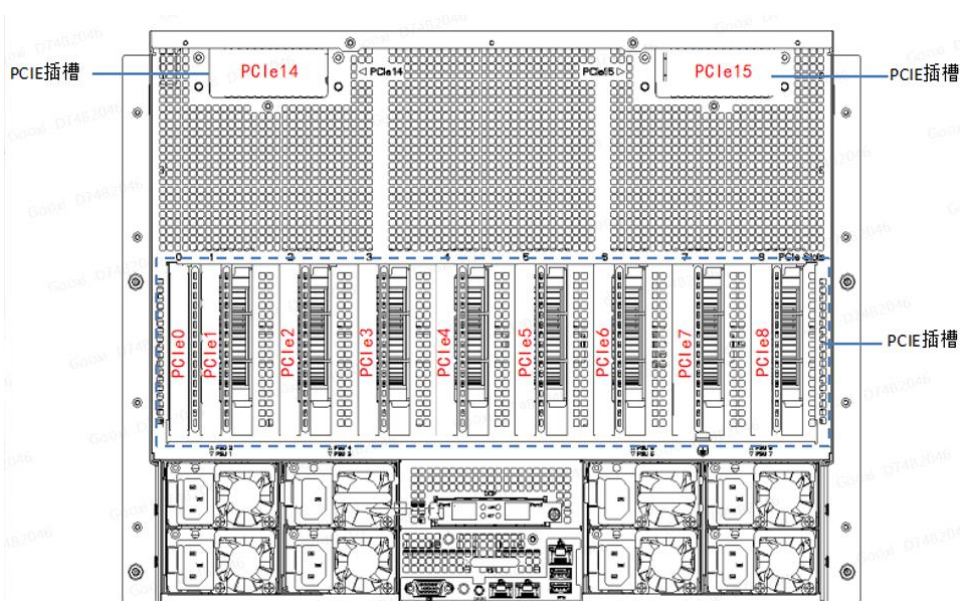 PCIE插槽
PCIe14
◁ PCIe14
PCIe15 ▷
PCIe15
PCIE插槽
0 1 2 3 4 5 6 7 8 PCIe Slots
PCIe0
PCIe1
PCIe2
PCIe3
PCIe4
PCIe5
PCIe6
PCIe7
PCIe8
PCIE插槽
Gooxi D7482046